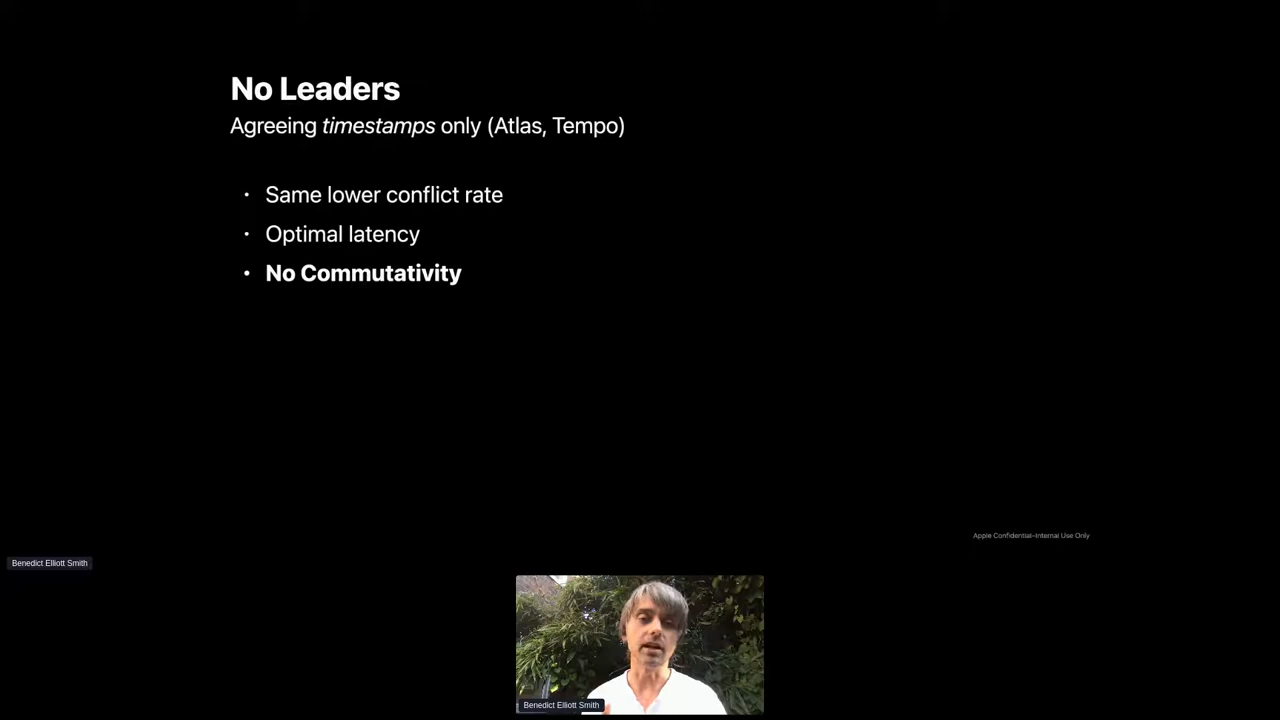 No Leaders
Agreeing timestamps only (Atlas, Tempo)
• Same lower conflict rate
• Optimal latency
• No Commutativity
Apple Confidential–Internal Use Only
Benedict Elliott Smith
Benedict Elliott Smith